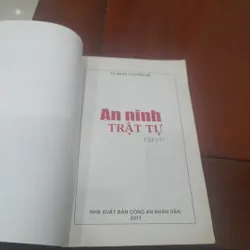 An ninh
TRẬT TỰ
NHÀ XUẤT BẢN CÔNG AN NHÂN DÂN
2011